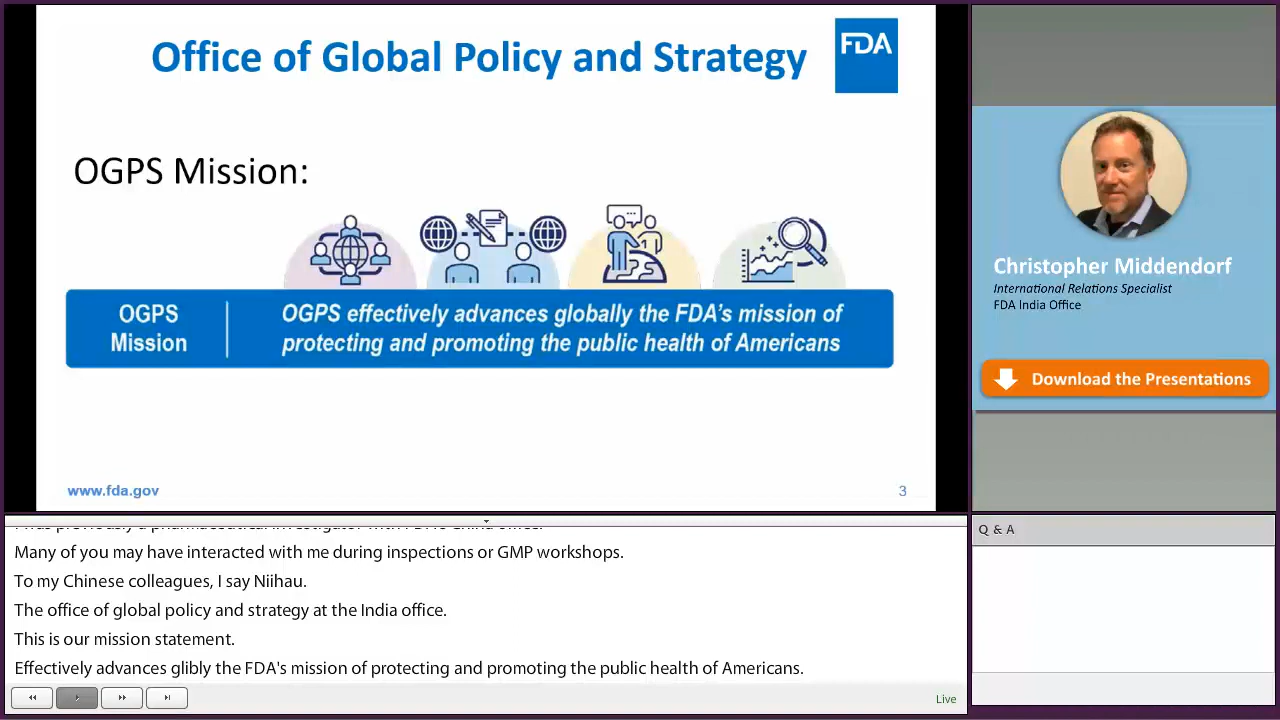 Office of Global Policy and Strategy
FDA
OGPS Mission:
OGPS
Mission
OGPS effectively advances globally the FDA's mission of
protecting and promoting the public health of Americans
www.fda.gov
3
Christopher Middendorf
International Relations Specialist
FDA India Office
Download the Presentations
Many of you may have interacted with me during inspections or GMP workshops.
To my Chinese colleagues, I say Niihau.
The office of global policy and strategy at the India office.
This is our mission statement.
Effectively advances glibly the FDA's mission of protecting and promoting the public health of Americans.
Live
Q & A